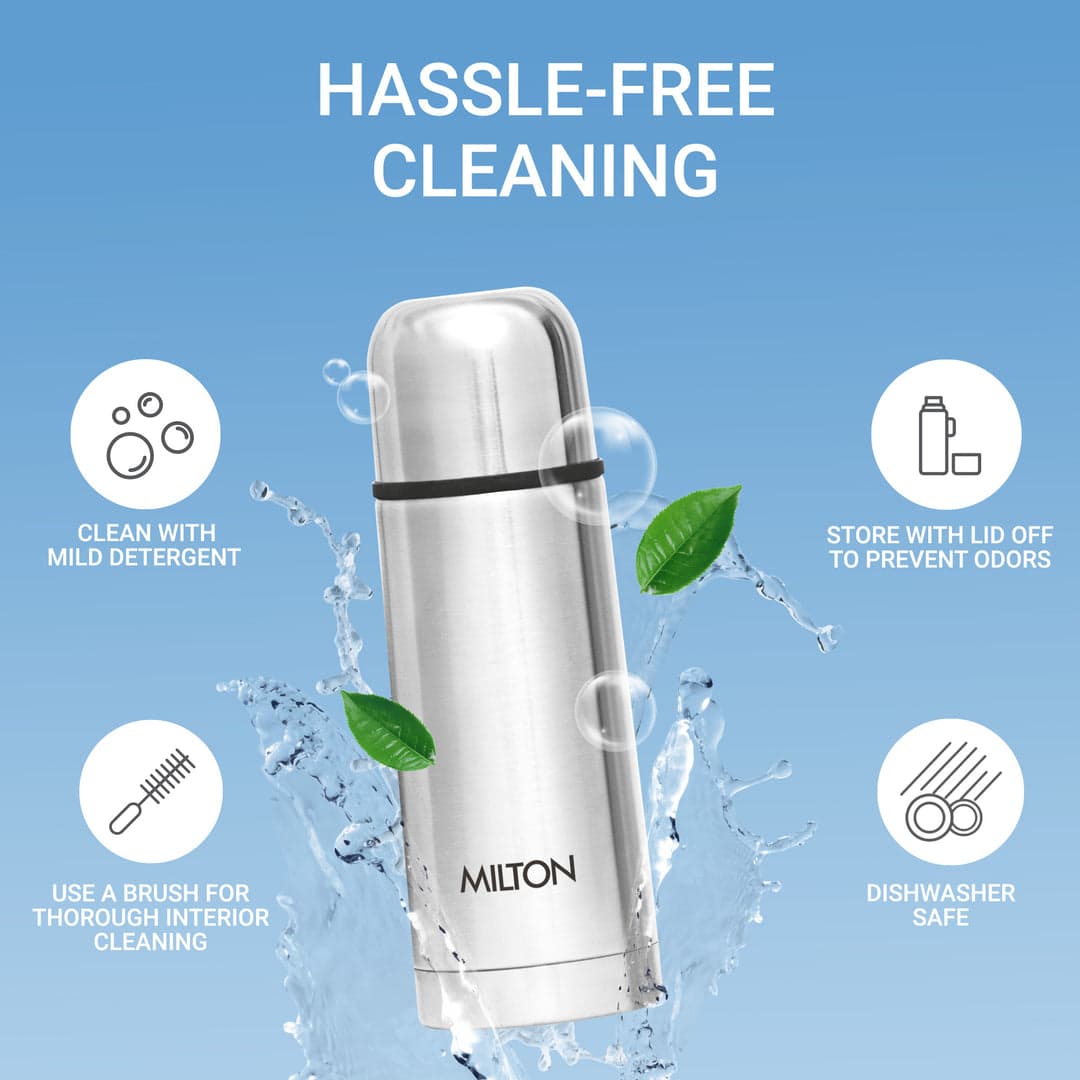 HASSLE-FREE
CLEANING
CLEAN WITH
MILD DETERGENT
STORE WITH LID OFF
TO PREVENT ODORS
USE A BRUSH FOR
THOROUGH INTERIOR
CLEANING
DISHWASHER
SAFE
MILTON